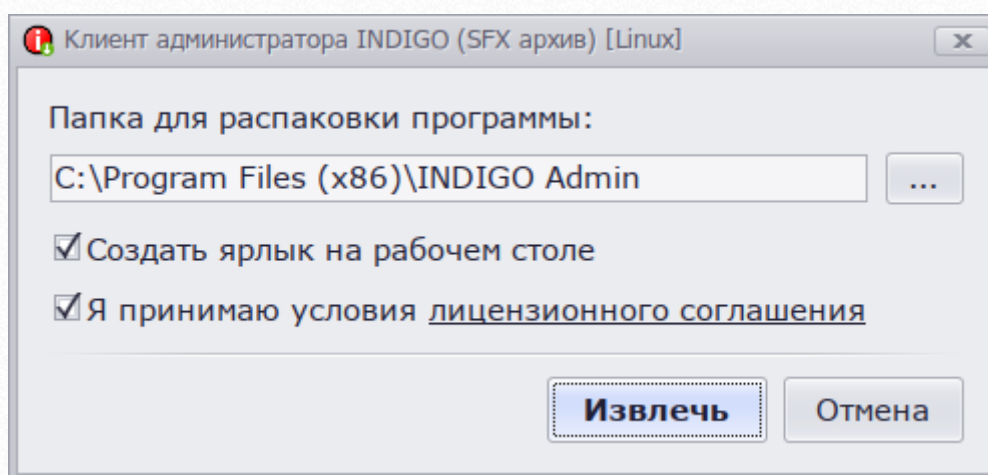 Клиент администратора INDIGO (SFX архив) [Linux]
Папка для распаковки программы:
C:\Program Files (x86)\INDIGO Admin
...
Создать ярлык на рабочем столе
Я принимаю условия лицензионного соглашения
Извлечь
Отмена